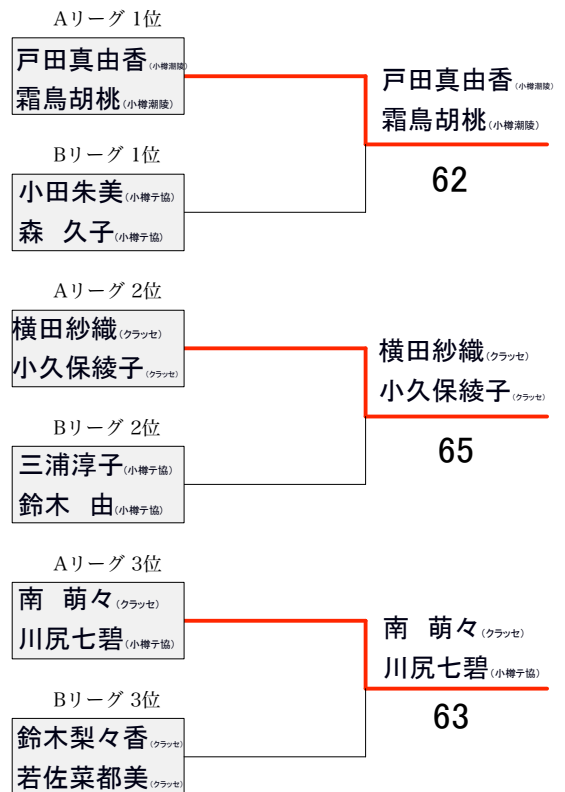 Aリーグ 1位
戸田真由香(小樽潮陵)
霜鳥胡桃(小樽潮陵)
戸田真由香(小樽潮陵)
霜鳥胡桃(小樽潮陵)
62
Bリーグ 1位
小田朱美(小樽テ協)
森 久子(小樽テ協)
Aリーグ 2位
横田紗織(クラッセ)
小久保綾子(クラッセ)
横田紗織(クラッセ)
小久保綾子(クラッセ)
65
Bリーグ 2位
三浦淳子(小樽テ協)
鈴木 由(小樽テ協)
Aリーグ 3位
南 萌々(クラッセ)
川尻七碧(小樽テ協)
南 萌々(クラッセ)
川尻七碧(小樽テ協)
63
Bリーグ 3位
鈴木梨々香(クラッセ)
若佐菜都美(クラッセ)